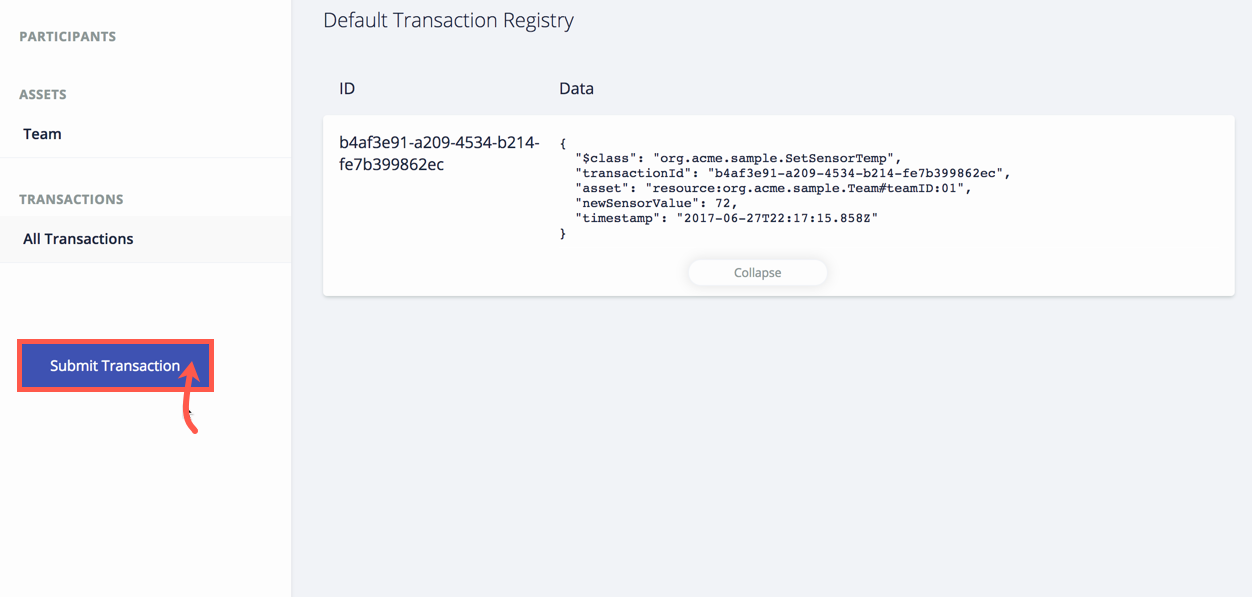 PARTICIPANTS
ASSETS
Team
TRANSACTIONS
All Transactions
Submit Transaction
Default Transaction Registry
ID Data
b4af3e91-a209-4534-b214-
fe7b399862ec
{
"$class": "org.acme.sample.SetSensorTemp",
"transactionId": "b4af3e91-a209-4534-b214-fe7b399862ec",
"asset": "resource:org.acme.sample.Team#teamID:01",
"newSensorValue": 72,
"timestamp": "2017-06-27T22:17:15.858Z"
}
Collapse